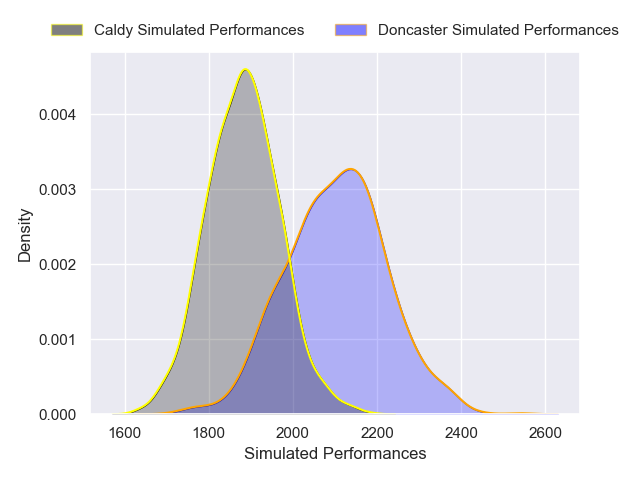 Caldy Simulated Performances Doncaster Simulated Performances
0.004
0.003
0.002
0.001
0.000
Density
1600 1800 2000 2200 2400 2600
Simulated Performances